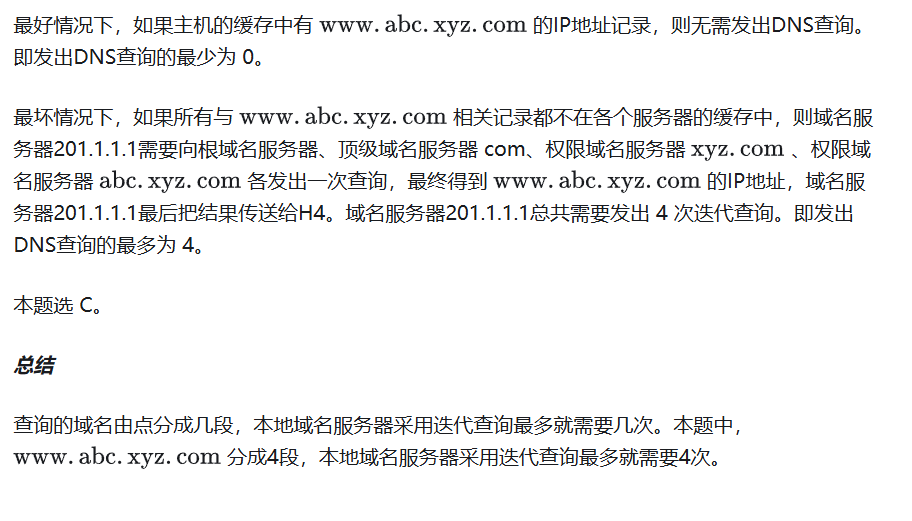 最好情况下，如果主机的缓存中有 www.abc.xyz.com 的IP地址记录，则无需发出DNS查询。
即发出DNS查询的最少为 0。
最坏情况下，如果所有与 www.abc.xyz.com 相关记录都不在各个服务器的缓存中，则域名服
务器201.1.1.1需要向根域名服务器、顶级域名服务器 com、权限域名服务器 xyz.com 、权限域
名服务器 abc.xyz.com 各发出一次查询，最终得到 www.abc.xyz.com 的IP地址，域名服
务器201.1.1.1最后把结果传送给H4。域名服务器201.1.1.1总共需要发出 4 次迭代查询。即发出
DNS查询的最多为 4。
本题选 C。
总结
查询的域名由点分成几段，本地域名服务器采用迭代查询最多就需要几次。本题中，
www.abc.xyz.com 分成4段，本地域名服务器采用迭代查询最多就需要4次。